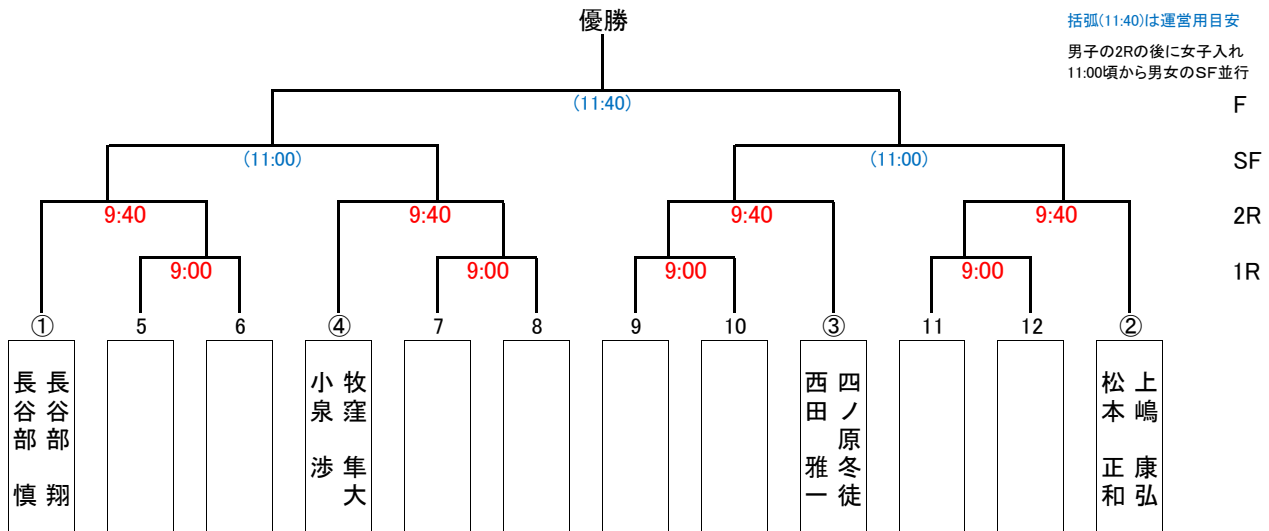 優勝
括弧(11:40)は運営用目安
男子の2Rの後に女子入れ
11:00頃から男女のSF並行
(11:40)
F
(11:00)
(11:00)
SF
9:40
9:40
9:40
9:40
2R
9:00
9:00
9:00
9:00
1R
①
5
6
④
7
8
9
10
③
11
12
②
長谷部 翔
長谷部 慎
牧窪 隼大
小泉 渉
四ノ原冬徒
西田 雅一
上嶋 康弘
松本 正和